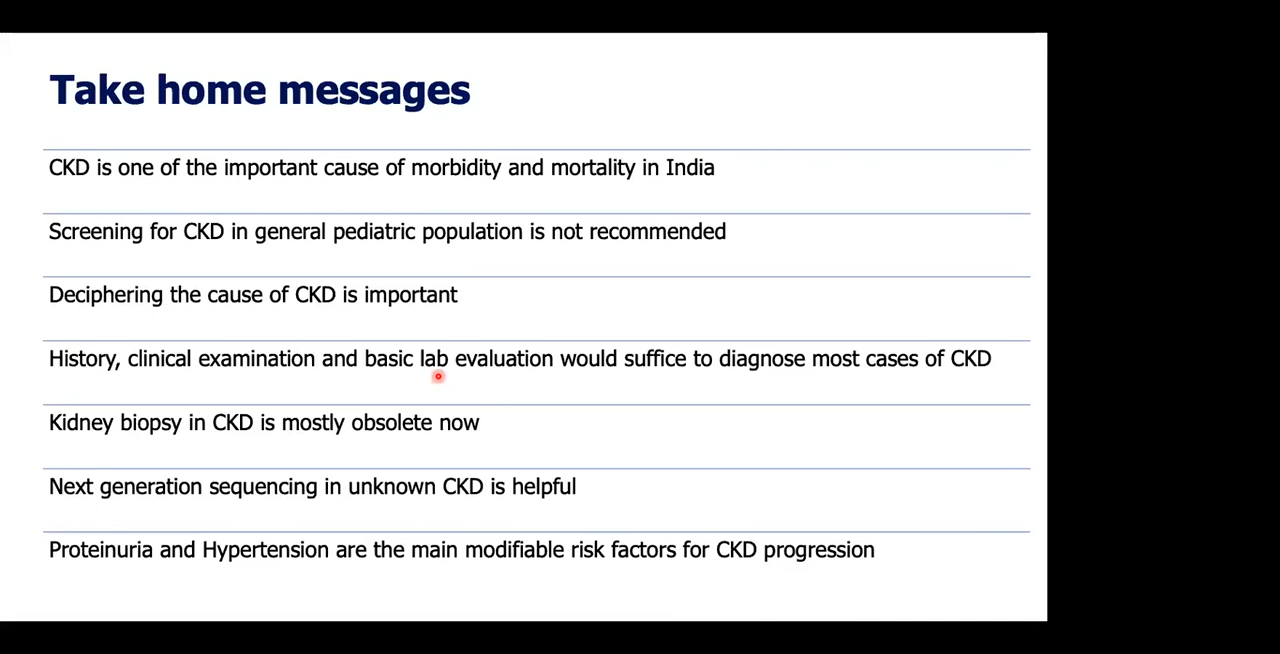 Take home messages
CKD is one of the important cause of morbidity and mortality in India
Screening for CKD in general pediatric population is not recommended
Deciphering the cause of CKD is important
History, clinical examination and basic lab evaluation would suffice to diagnose most cases of CKD
Kidney biopsy in CKD is mostly obsolete now
Next generation sequencing in unknown CKD is helpful
Proteinuria and Hypertension are the main modifiable risk factors for CKD progression